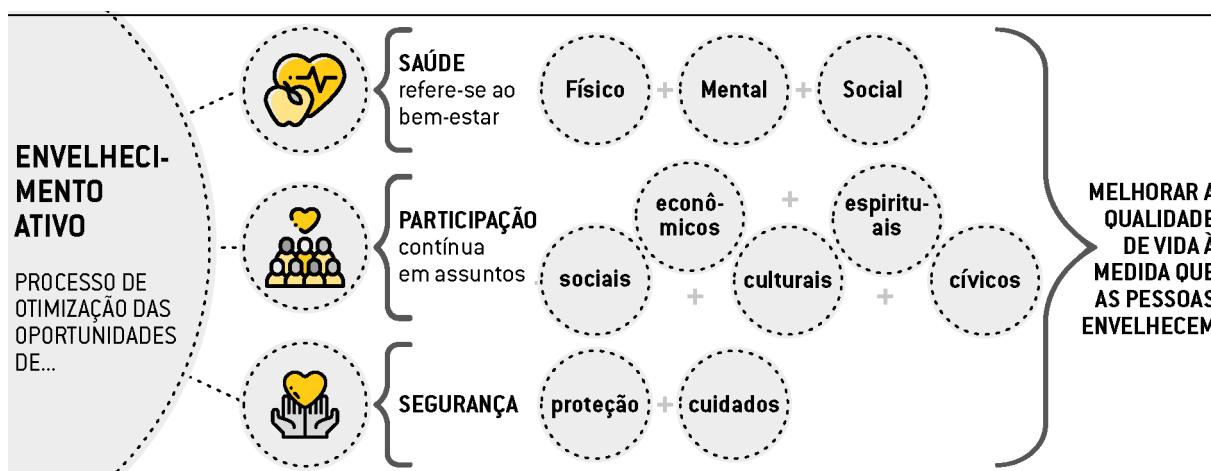 ENVELHECI-
MENTO
ATIVO
PROCESSO DE
OTIMIZAÇÃO DAS
OPORTUNIDADES
DE...
SAÚDE
refere-se ao
bem-estar
Físico + Mental + Social
PARTICIPAÇÃO
contínua
em assuntos
sociais
econô-
micos
+
culturais
+
espiritu-
ais
+
cívicos
SEGURANÇA
proteção + cuidados
MELHORAR A
QUALIDADE
DE VIDA À
MEDIDA QUE
AS PESSOAS
ENVELHECEM